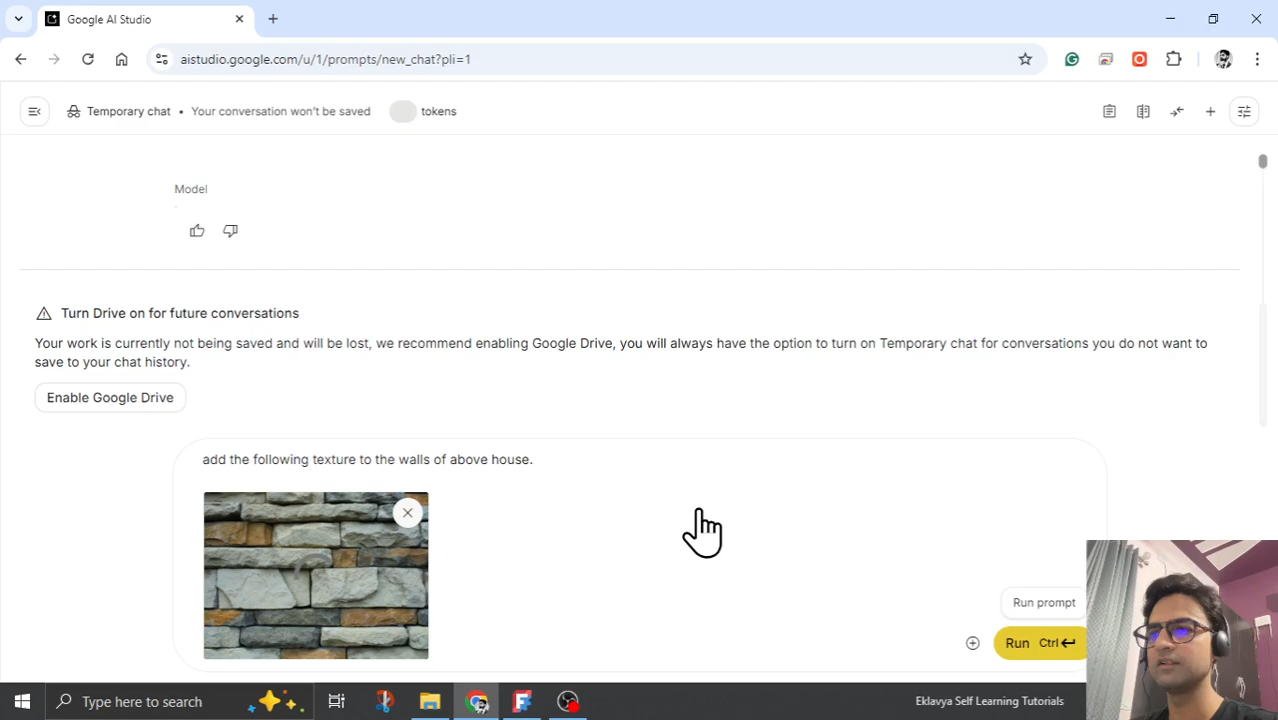 Google AI Studio
aistudio.google.com/u/1/prompts/new_chat?pli=1
Temporary chat • Your conversation won't be saved
tokens
Model
Turn Drive on for future conversations
Your work is currently not being saved and will be lost, we recommend enabling Google Drive, you will always have the option to turn on Temporary chat for conversations you do not want to
save to your chat history.
Enable Google Drive
add the following texture to the walls of above house.
Run prompt
Run Ctrl
Type here to search
Eklavya Self Learning Tutorials